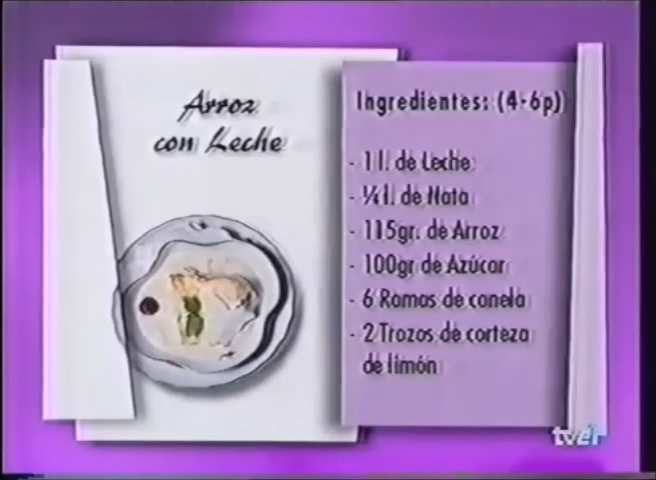 Arroz
con Leche
Ingredientes: (4-6p)
- 1 l. de Leche
- ¼ l. de Nata
- 115gr. de Arroz
- 100gr de Azúcar
- 6 Ramas de canela
- 2 Trozos de corteza
de limón